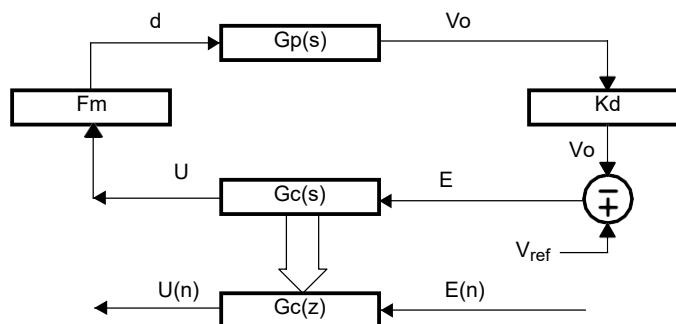 d
Gp(s)
Vo
Fm
Kd
Vo
U
Gc(s)
E
−
+
Vref
U(n)
Gc(z)
E(n)